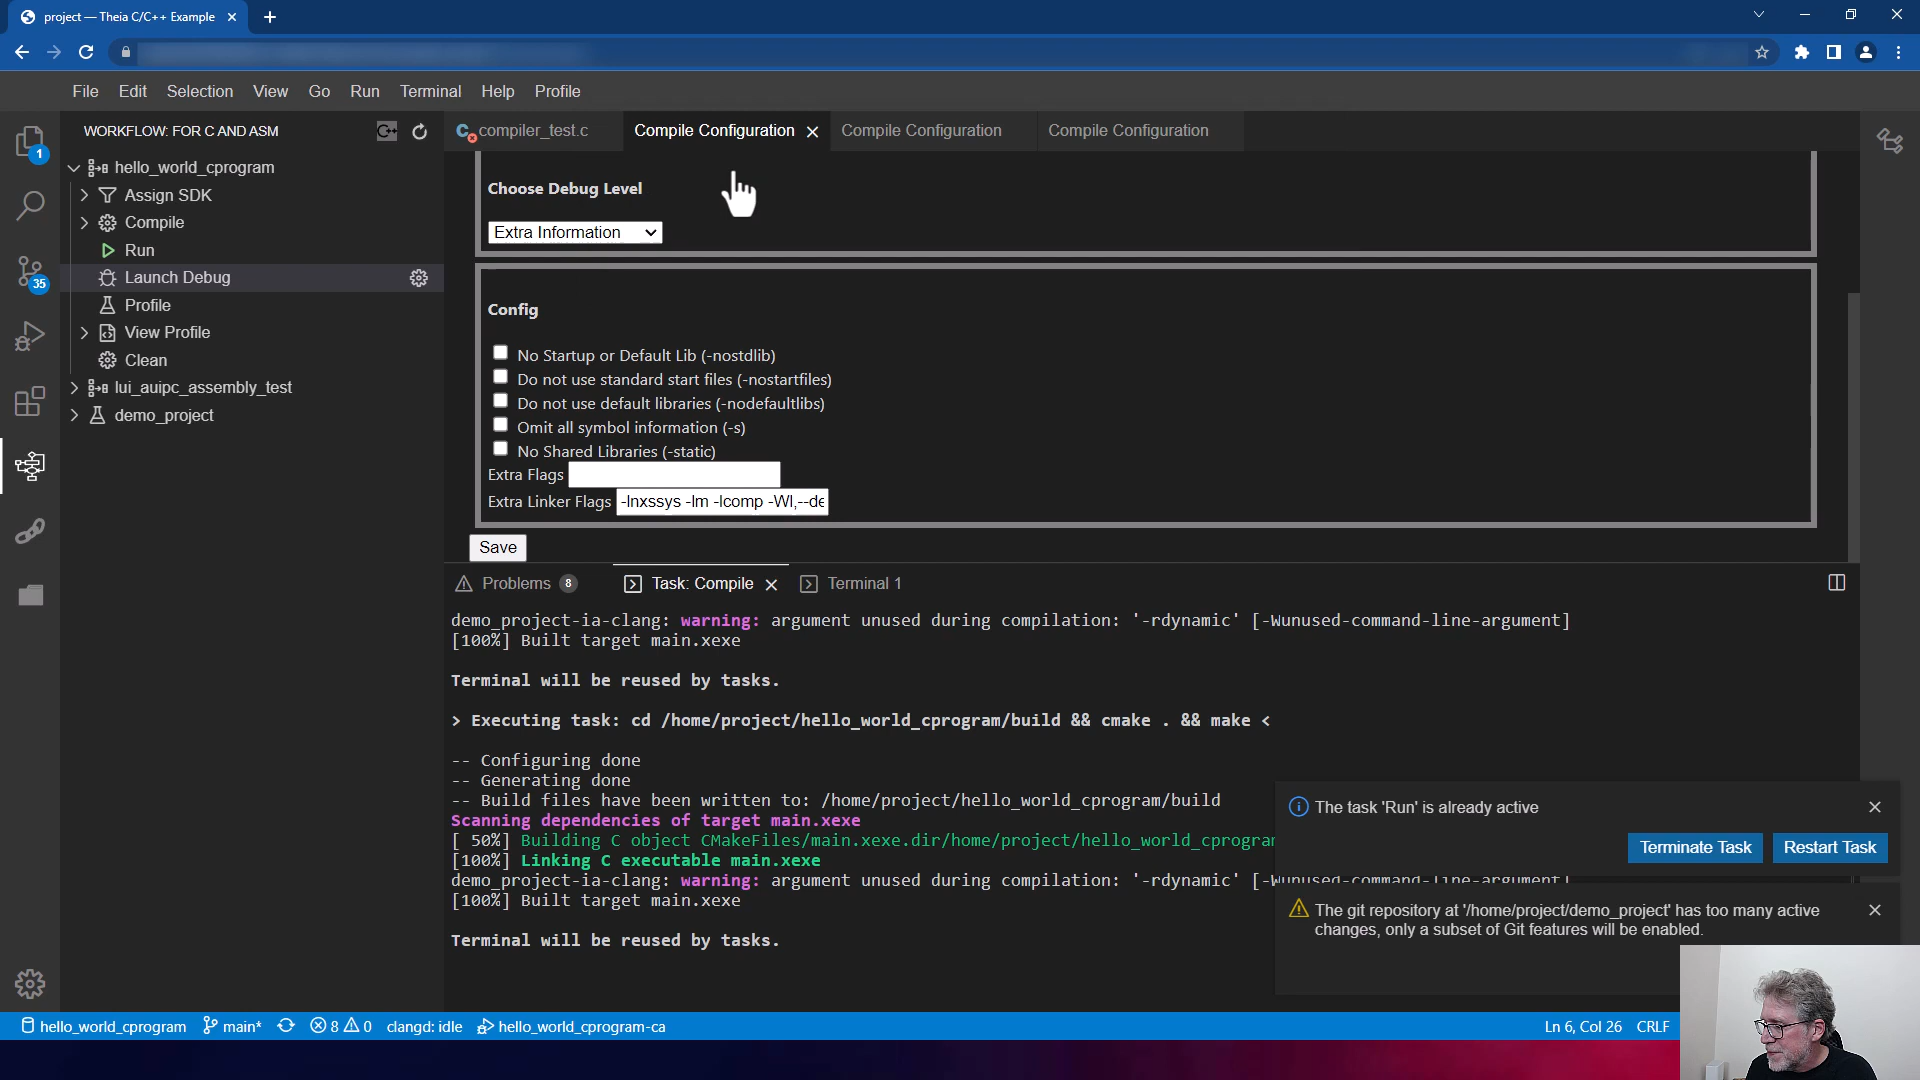 project — Theia C/C++ Example
File Edit Selection View Go Run Terminal Help Profile
WORKFLOW: FOR C AND ASM
hello_world_cprogram
Assign SDK
Compile
Run
Launch Debug
Profile
View Profile
Clean
lui_auipc_assembly_test
demo_project
1
35
compiler_test.c
Compile Configuration
Compile Configuration
Compile Configuration
Choose Debug Level
Extra Information
Config
No Startup or Default Lib (-nostdlib)
Do not use standard start files (-nostartfiles)
Do not use default libraries (-nodefaultlibs)
Omit all symbol information (-s)
No Shared Libraries (-static)
Extra Flags
Extra Linker Flags -lnxssys -lm -lcomp -Wl,--de
Save
Problems 8 Task: Compile Terminal 1
demo_project-ia-clang: warning: argument unused during compilation: '-rdynamic' [-Wunused-command-line-argument]
[100%] Built target main.xexe
Terminal will be reused by tasks.
> Executing task: cd /home/project/hello_world_cprogram/build && cmake . && make <
-- Configuring done
-- Generating done
-- Build files have been written to: /home/project/hello_world_cprogram/build
Scanning dependencies of target main.xexe
[ 50%] Building C object CMakeFiles/main.xexe.dir/home/project/hello_world_cprogram
[100%] Linking C executable main.xexe
demo_project-ia-clang: warning: argument unused during compilation: '-rdynamic' [-Wunused-command-line-argument]
[100%] Built target main.xexe
Terminal will be reused by tasks.
The task 'Run' is already active
Terminate Task Restart Task
The git repository at '/home/project/demo_project' has too many active
changes, only a subset of Git features will be enabled.
hello_world_cprogram main* 8 0 clangd: idle hello_world_cprogram-ca Ln 6, Col 26 CRLF